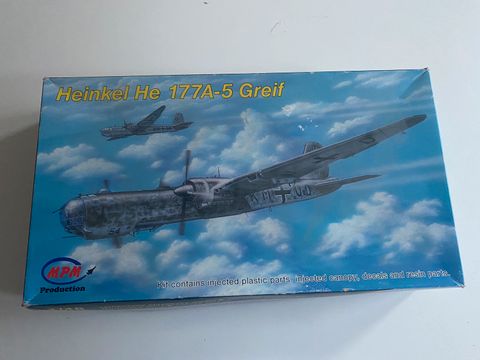 Heinkel He 177A-5 Greif
MPM
Production
Kit contains injected plastic parts, injected canopy, decals and resin parts.